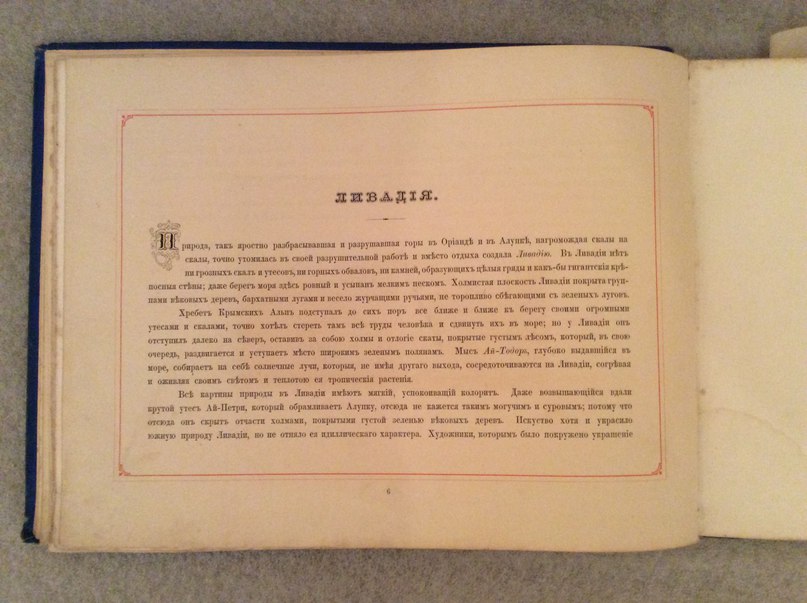 ЛИВАДІЯ.
Природа, такъ яростно разбрасывавшая и разрушавшая горы въ Оріандѣ и въ Алупкѣ, нагромождая скалы на
скалы, точно утомилась въ своей разрушительной работѣ и вмѣсто отдыха создала Ливадію. Въ Ливадіи нѣтъ
ни грозныхъ скалъ и утесовъ, ни горныхъ обваловъ, ни камней, образующихъ цѣлыя гряды и какъ-бы гигантскія крѣ-
постныя стѣны; даже берегъ моря здѣсь ровный и усыпанъ мелкимъ пескомъ. Холмистая плоскость Ливадіи покрыта груп-
пами вѣковыхъ деревъ, бархатными лугами и весело журчащими ручьями, не торопливо сбѣгающими съ зеленыхъ луговъ.
Хребетъ Крымскихъ Альпъ подступалъ до сихъ поръ все ближе и ближе къ берегу своими огромными
утесами и скалами, точно хотѣлъ стереть тамъ всѣ труды человѣка и сдвинуть ихъ въ море; но у Ливадіи онъ
отступилъ далеко на сѣверъ, оставивъ за собою холмы и отлогіе скаты, покрытые густымъ лѣсомъ, который, въ свою
очередь, раздвигается и уступаетъ мѣсто широкимъ зеленымъ полянамъ. Мысъ Ай-Тодоръ, глубоко выдавшійся въ
море, собираетъ на себѣ солнечные лучи, которые, не имѣя другаго выхода, сосредоточиваются на Ливадіи, согрѣвая
и оживляя своимъ свѣтомъ и теплотою ея тропическія растенія.
Всѣ картины природы въ Ливадіи имѣютъ мягкій, успокоивающій колоритъ. Даже возвышающійся вдали
крутой утесъ Ай-Петри, который обрамливаетъ Алупку, отсюда не кажется такимъ могучимъ и суровымъ; потому что
отсюда онъ скрытъ отчасти холмами, покрытыми густой зеленью вѣковыхъ деревъ. Искуство хотя и украсило
южную природу Ливадіи, но не отняло ея идиллическаго характера. Художники, которымъ было покружено украшеніе
6